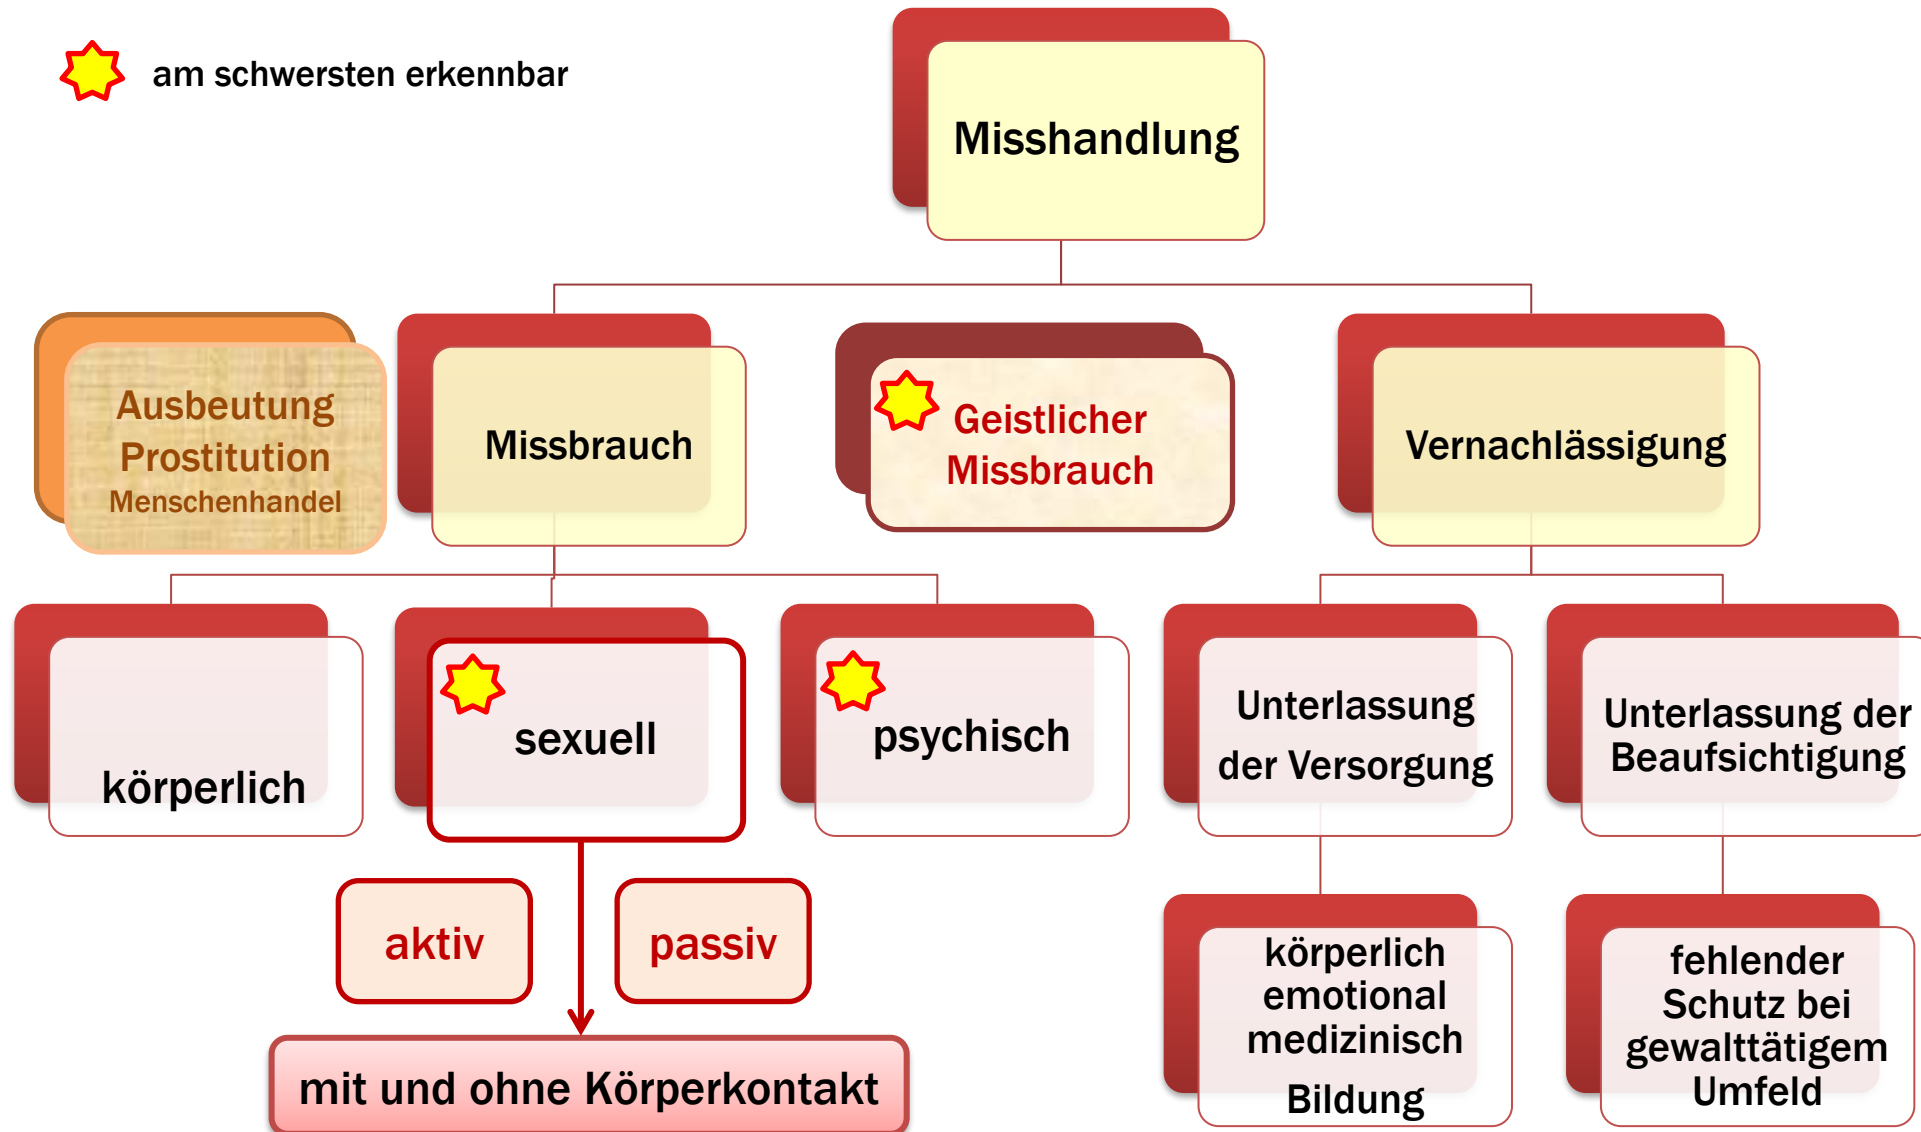 am schwersten erkennbar
Misshandlung
Ausbeutung
Prostitution
Menschenhandel
Missbrauch
Geistlicher
Missbrauch
Vernachlässigung
körperlich
sexuell
psychisch
Unterlassung
der Versorgung
Unterlassung der
Beaufsichtigung
aktiv
passiv
mit und ohne Körperkontakt
körperlich
emotional
medizinisch
Bildung
fehlender
Schutz bei
gewalttätigem
Umfeld